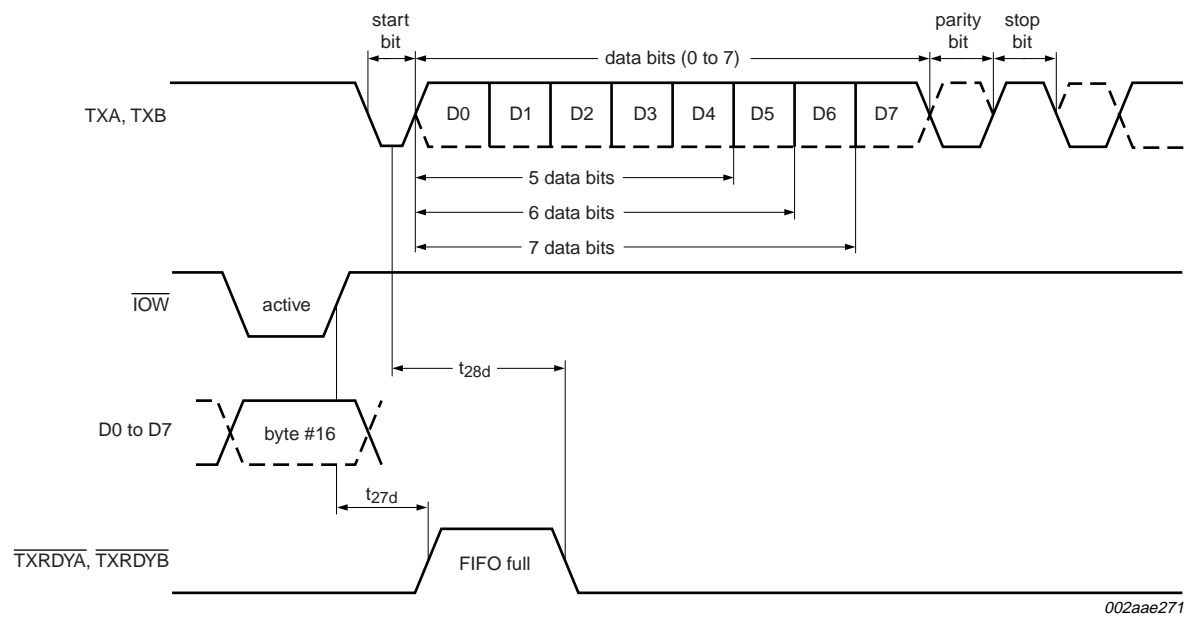 start
bit
data bits (0 to 7)
parity
bit
stop
bit
TXA, TXB
D0
D1
D2
D3
D4
D5
D6
D7
5 data bits
6 data bits
7 data bits
IOW
active
t28d
D0 to D7
byte #16
t27d
TXRDYA, TXRDYB
FIFO full
002aae271